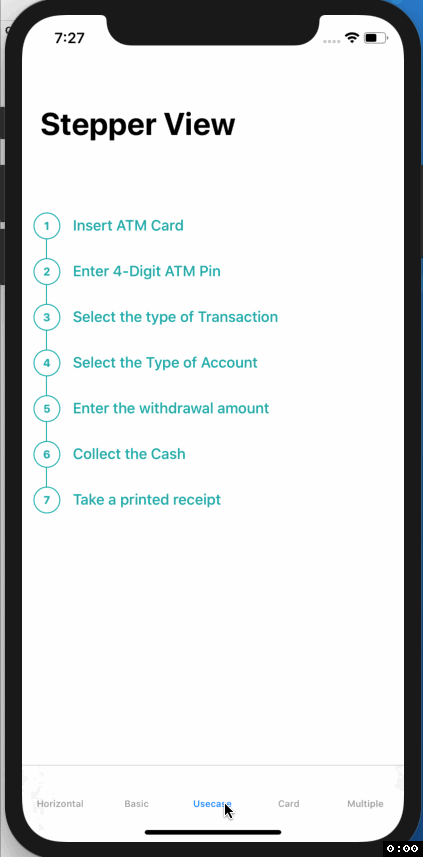 7:27
Stepper View
1 Insert ATM Card
2 Enter 4-Digit ATM Pin
3 Select the type of Transaction
4 Select the Type of Account
5 Enter the withdrawal amount
6 Collect the Cash
7 Take a printed receipt
Horizontal Basic Usecase Card Multiple
0:00